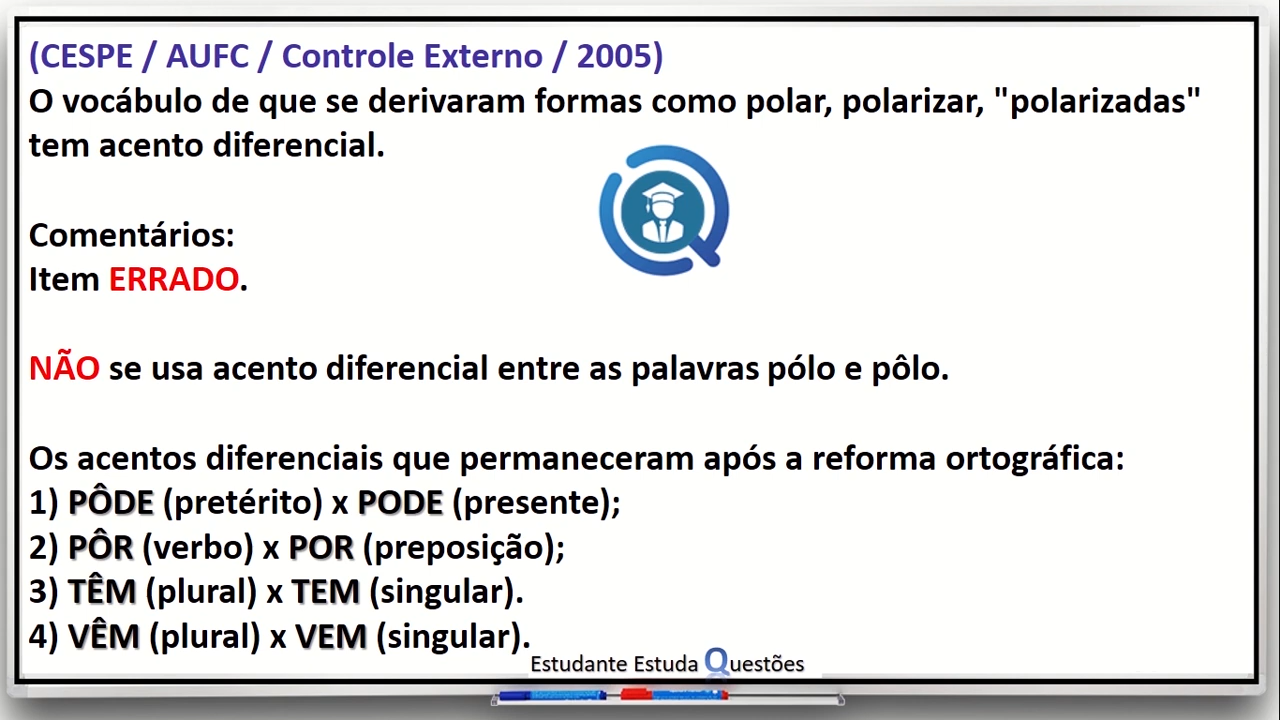 (CESPE / AUFC / Controle Externo / 2005)
O vocábulo de que se derivaram formas como polar, polarizar, "polarizadas"
tem acento diferencial.
Comentários:
Item ERRADO.
NÃO se usa acento diferencial entre as palavras pólo e pôlo.
Os acentos diferenciais que permaneceram após a reforma ortográfica:
1) PÔDE (pretérito) x PODE (presente);
2) PÔR (verbo) x POR (preposição);
3) TÊM (plural) x TEM (singular).
4) VÊM (plural) x VEM (singular).
Estudante Estuda Questões